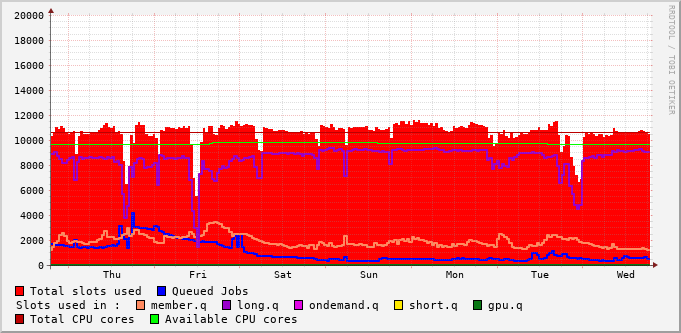 20000
18000
16000
14000
12000
10000
8000
6000
4000
2000
0
Thu Fri Sat Sun Mon Tue Wed
RRDTOOL / TOBI OETIKER
Total slots used Queued Jobs
Slots used in : member.q long.q ondemand.q short.q gpu.q
Total CPU cores Available CPU cores